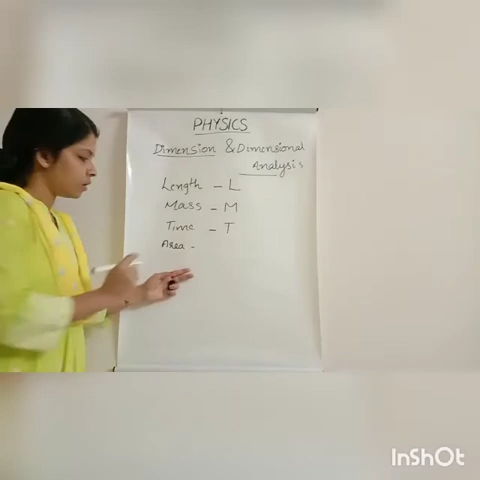 PHYSICS
Dimension & Dimensional
Analysis
Length - L
Mass - M
Time - T
Area -
InShOt